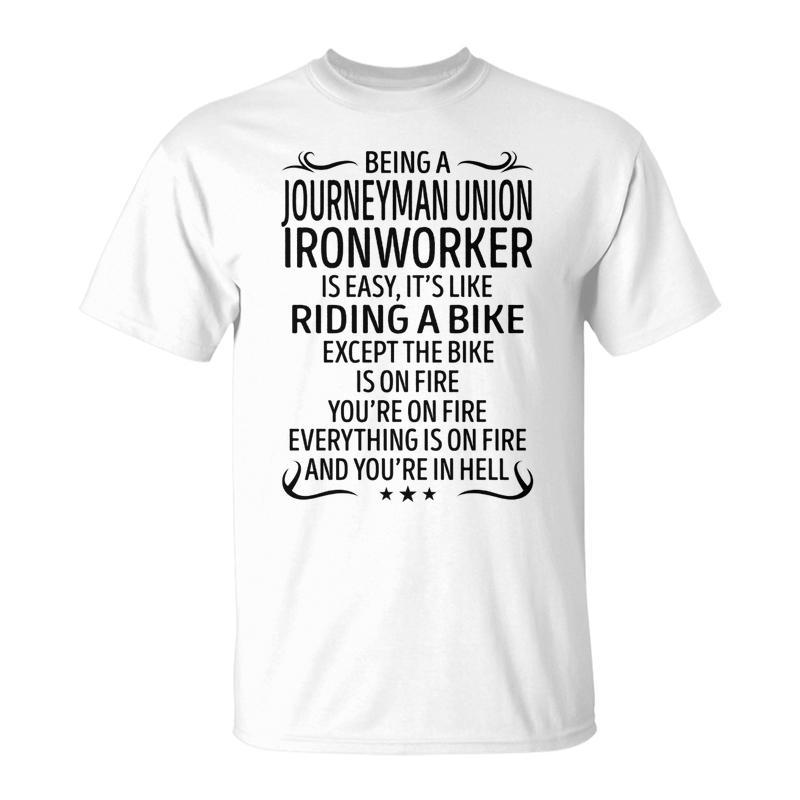 BEING A
JOURNEYMAN UNION
IRONWORKER
IS EASY, IT'S LIKE
RIDING A BIKE
EXCEPT THE BIKE
IS ON FIRE
YOU'RE ON FIRE
EVERYTHING IS ON FIRE
AND YOU'RE IN HELL